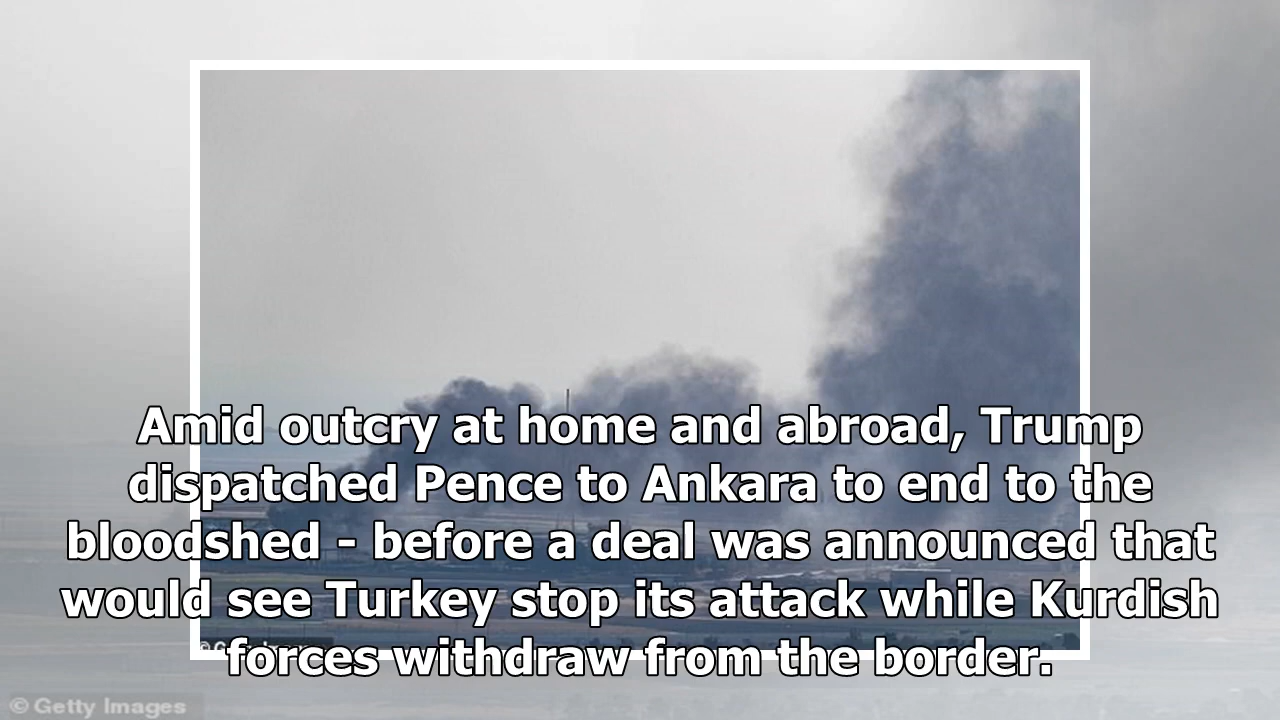 Amid outcry at home and abroad, Trump
dispatched Pence to Ankara to end to the
bloodshed - before a deal was announced that
would see Turkey stop its attack while Kurdish
forces withdraw from the border.
© Getty Images